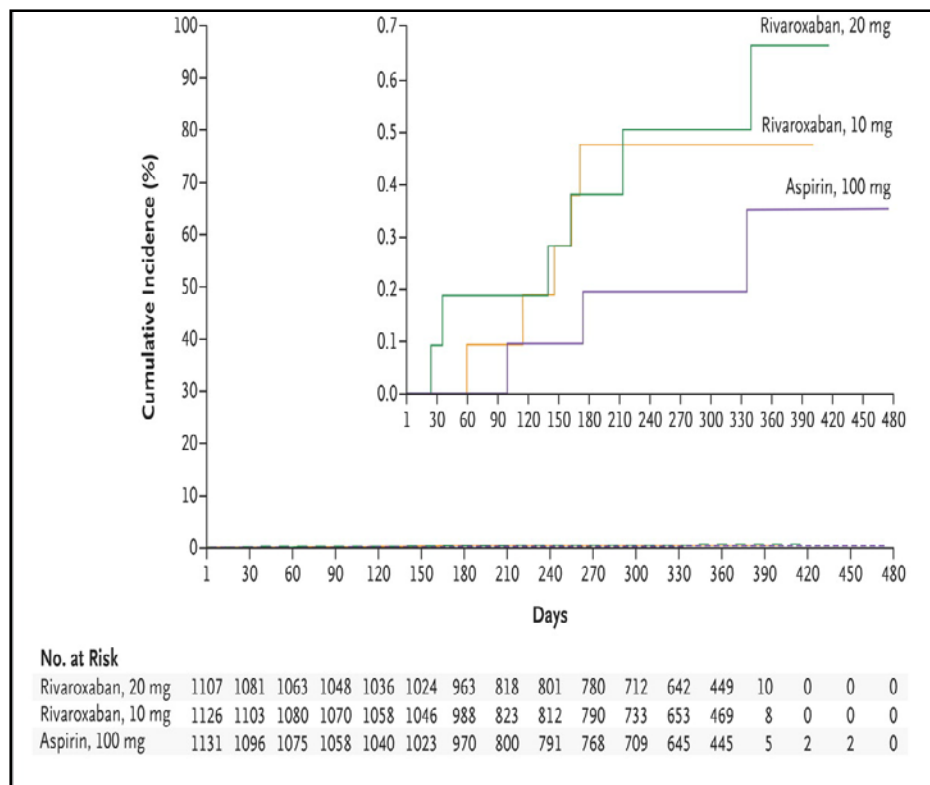 100
90
80
70
60
50
40
30
20
10
0
Cumulative Incidence (%)
0.7
0.6
0.5
0.4
0.3
0.2
0.1
0.0
Rivaroxaban, 20 mg
Rivaroxaban, 10 mg
Aspirin, 100 mg
1 30 60 90 120 150 180 210 240 270 300 330 360 390 420 450 480
1 30 60 90 120 150 180 210 240 270 300 330 360 390 420 450 480
Days
No. at Risk
Rivaroxaban, 20 mg 1107 1081 1063 1048 1036 1024 963 818 801 780 712 642 449 10 0 0 0
Rivaroxaban, 10 mg 1126 1103 1080 1070 1058 1046 988 823 812 790 733 653 469 8 0 0 0
Aspirin, 100 mg 1131 1096 1075 1058 1040 1023 970 800 791 768 709 645 445 5 2 2 0